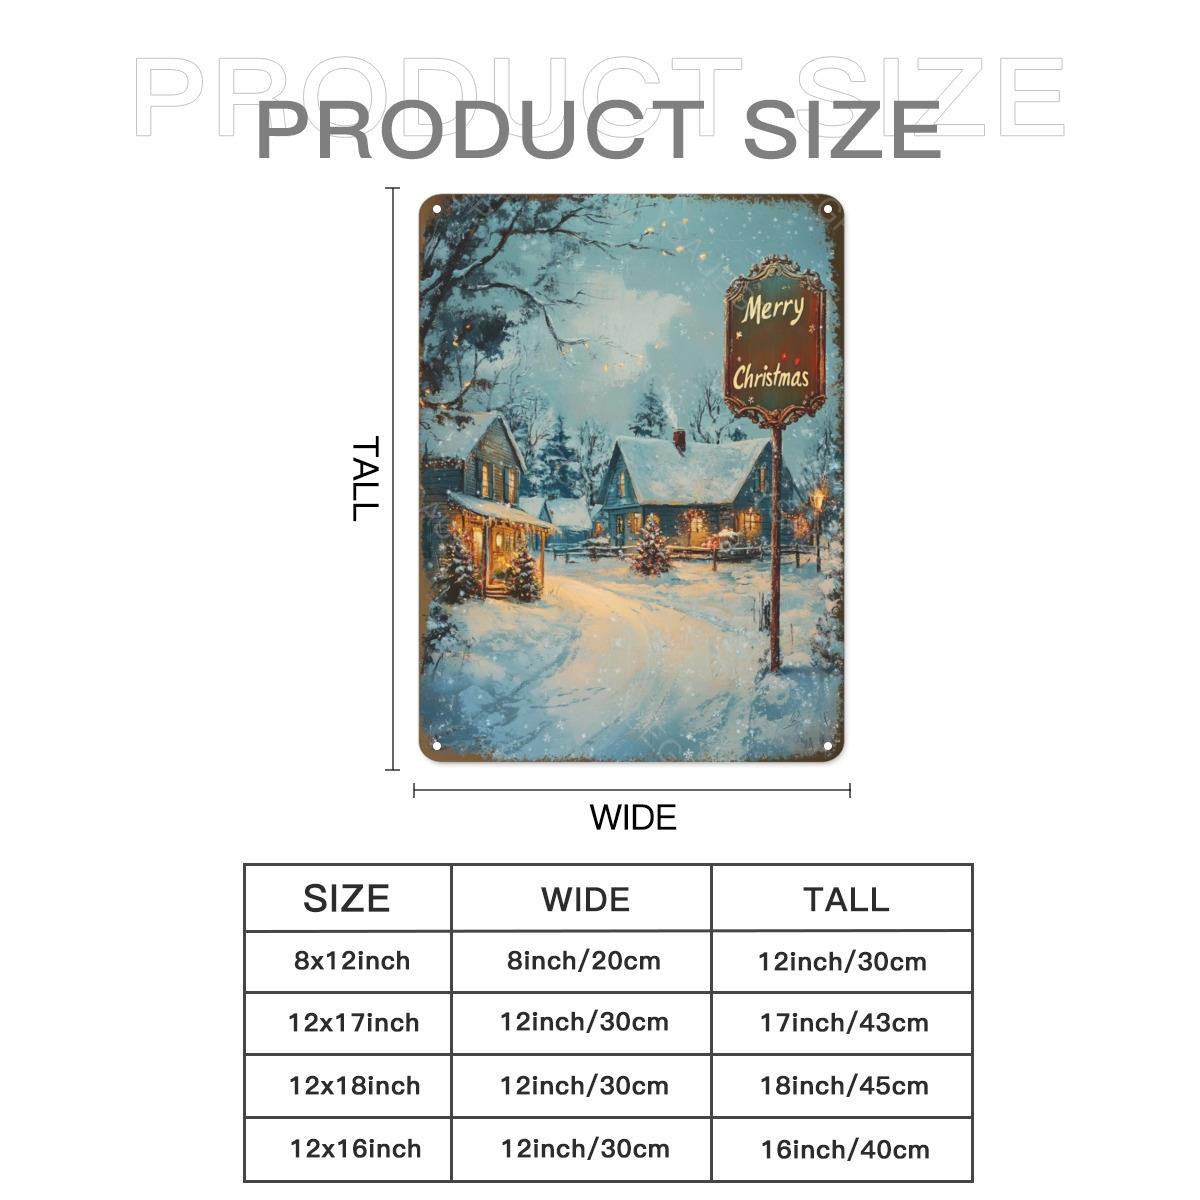 PRODUCT SIZE
PRODUCT SIZE
Merry
Christmas
TALL
WIDE
SIZE WIDE TALL
8x12inch 8inch/20cm 12inch/30cm
12x17inch 12inch/30cm 17inch/43cm
12x18inch 12inch/30cm 18inch/45cm
12x16inch 12inch/30cm 16inch/40cm